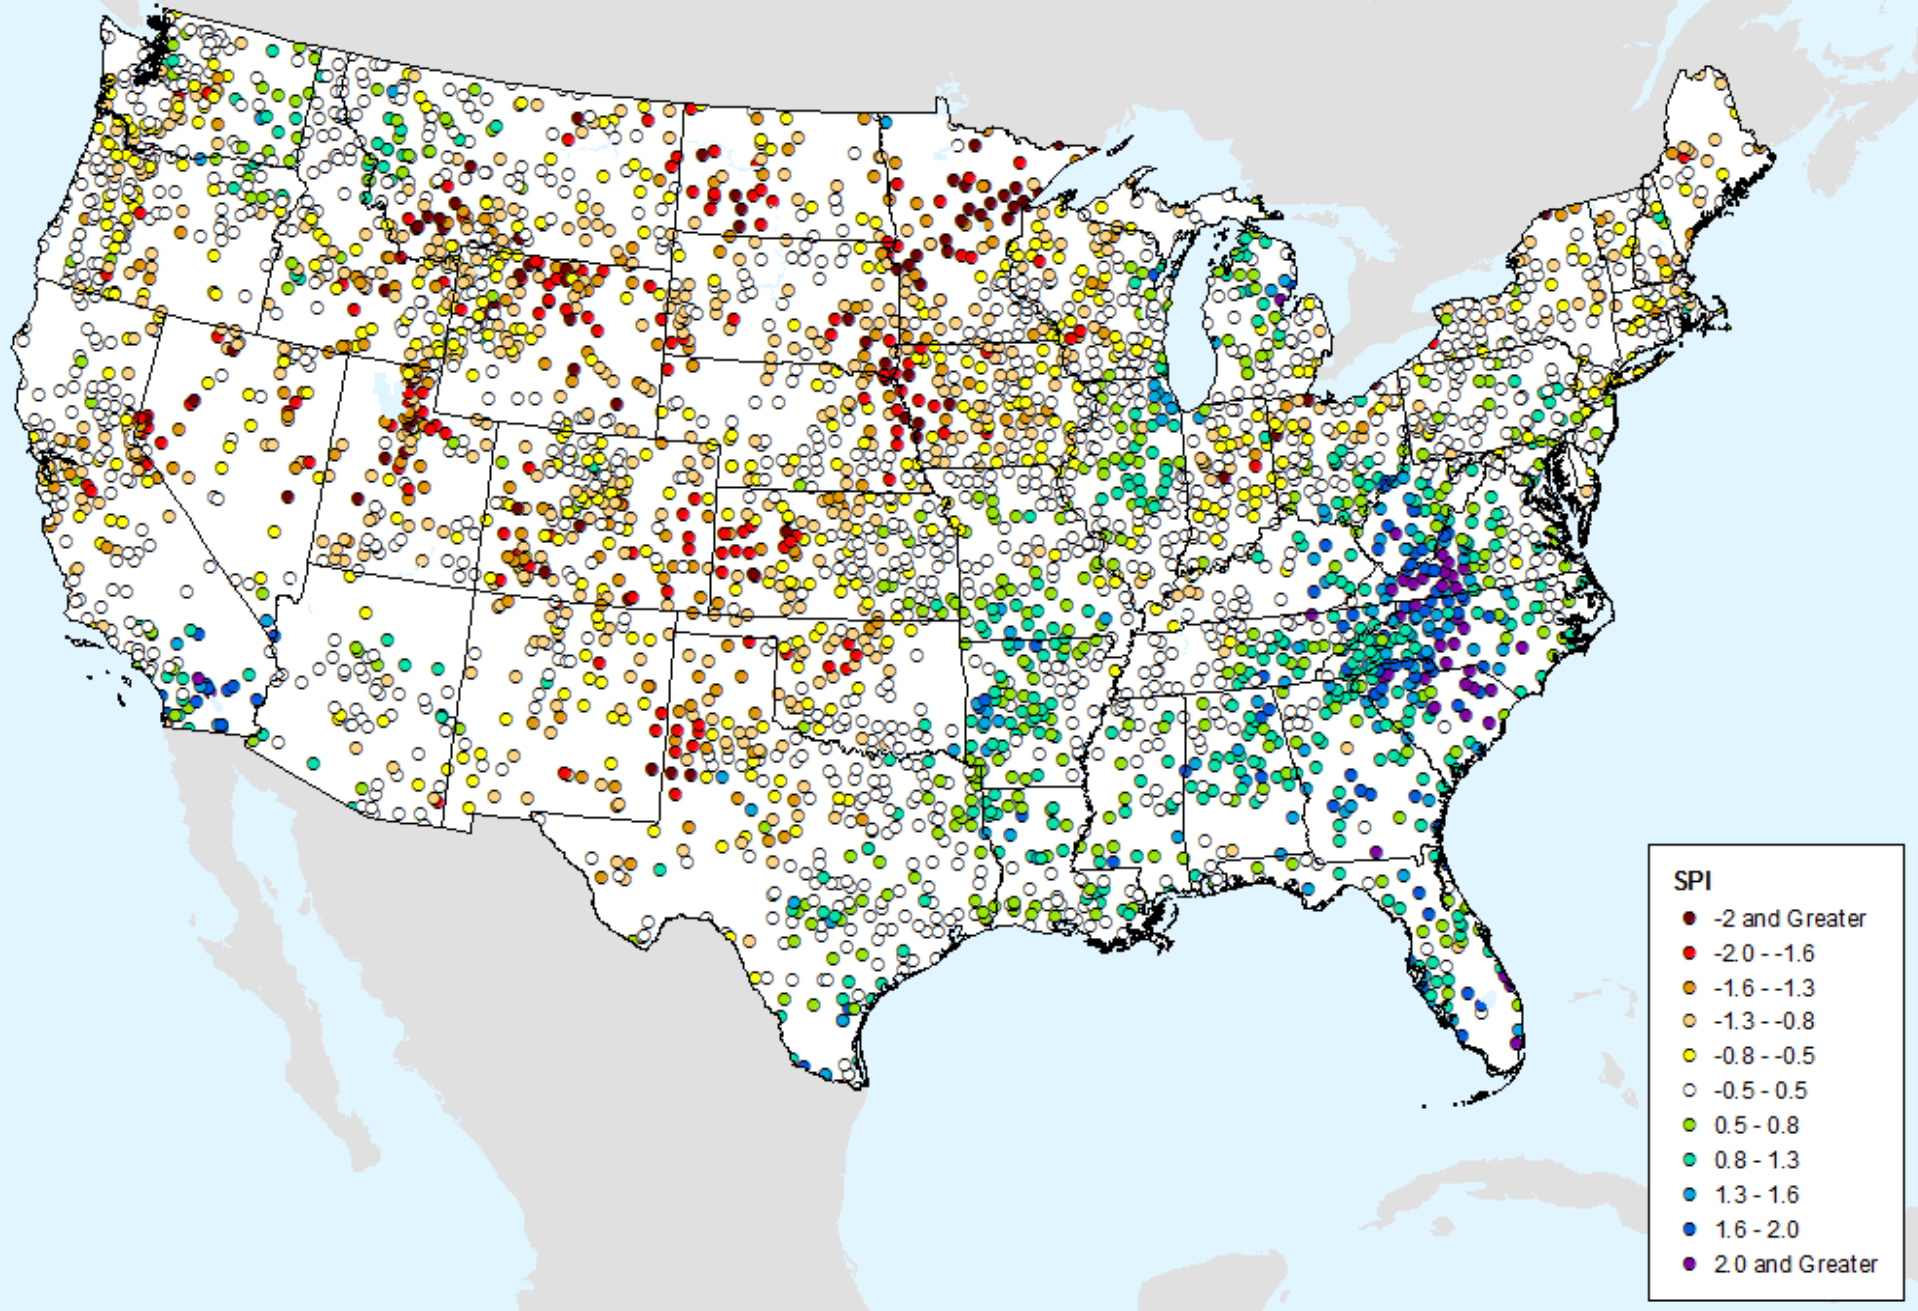 SPI
-2 and Greater
-2.0 - -1.6
-1.6 - -1.3
-1.3 - -0.8
-0.8 - -0.5
-0.5 - 0.5
0.5 - 0.8
0.8 - 1.3
1.3 - 1.6
1.6 - 2.0
2.0 and Greater